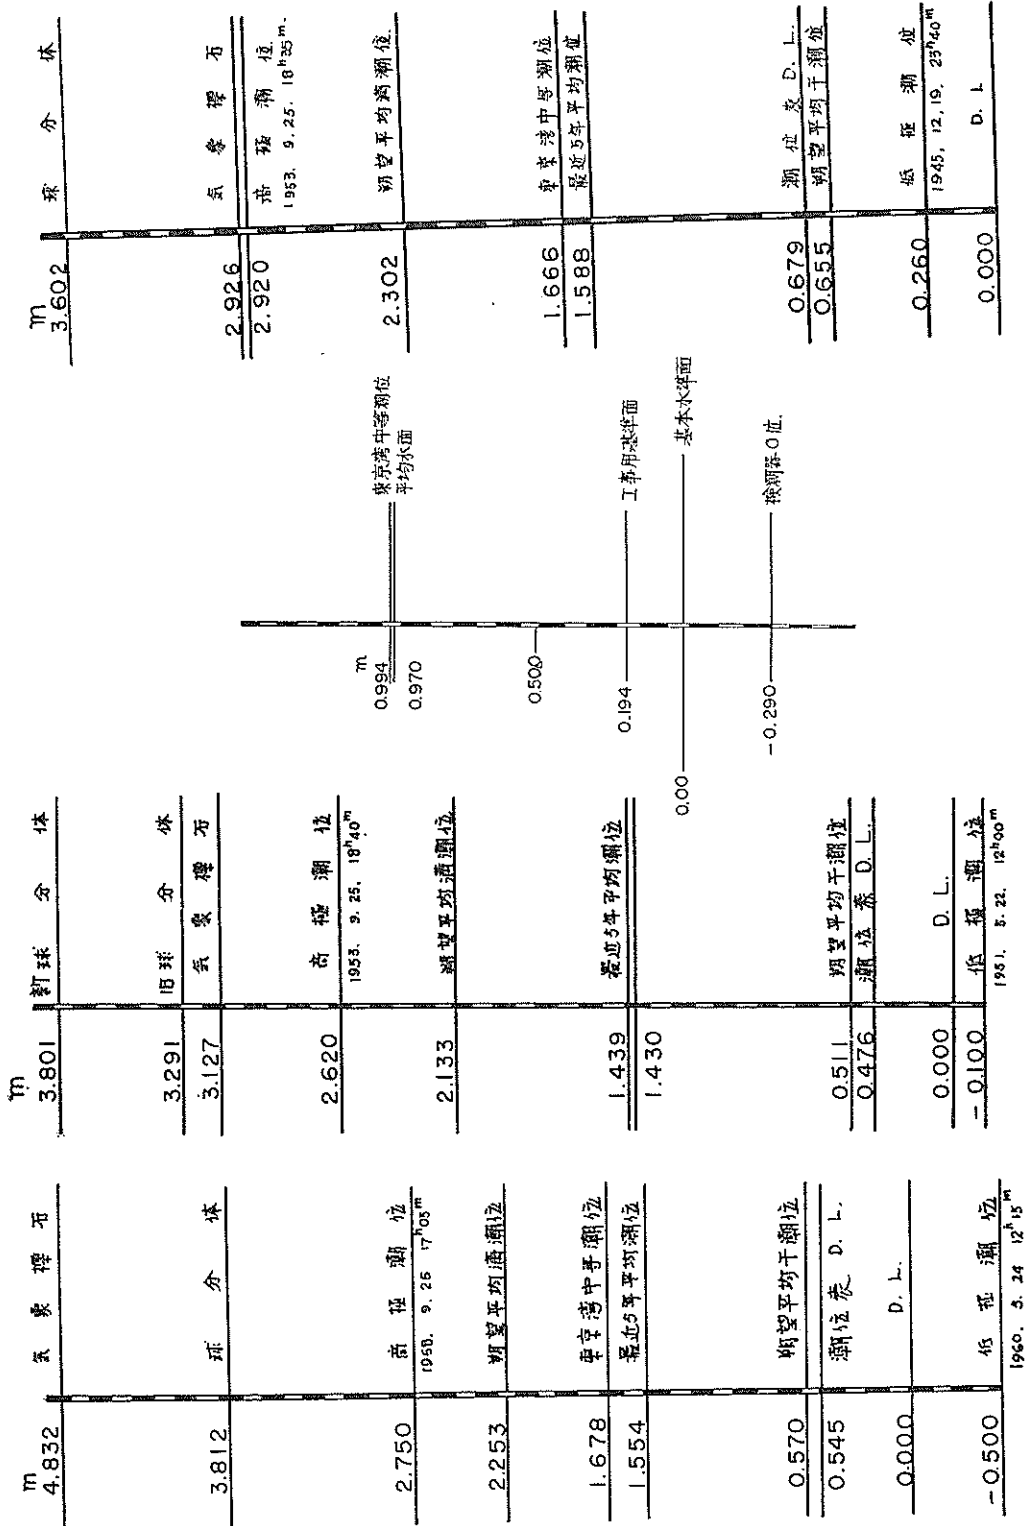 m
4.832 気象標石
3.812 球分体
2.750 高極潮位
9.25 17h05m
2.253 朔望平均満潮位
1.678 東京湾中等潮位
1.554 最近5年平均潮位
0.570 朔望平均干潮位
0.545 潮位表 D. L.
0.000 D. L.
-0.500 低極潮位
1960. 5. 24 12h15m
m
3.801 新球分体
3.291 旧球分体
3.127 気象標石
2.620 高極潮位
1953. 9. 25. 18h40m
2.133 朔望平均満潮位
1.439 最近5年平均潮位
1.430
0.511 朔望平均干潮位
0.476 潮位表 D. L.
0.000 D. L.
-0.100 低極潮位
1951. 5. 22. 12h00m
m
0.994 東京湾中等潮位
0.970 平均水面
0.500
0.194 工事用基準面
0.00 基本水準面
-0.290 検潮器0位.
m
3.602 球分体
2.926 気象標石
2.920 高極潮位
1953. 9. 25. 18h35m.
2.302 朔望平均満潮位
1.666 東京湾中等潮位
1.588 最近5年平均潮位
0.679 潮位表 D. L.
0.655 朔望平均干潮位
0.260 低極潮位
1945, 12, 19, 23h40m
0.000 D. L